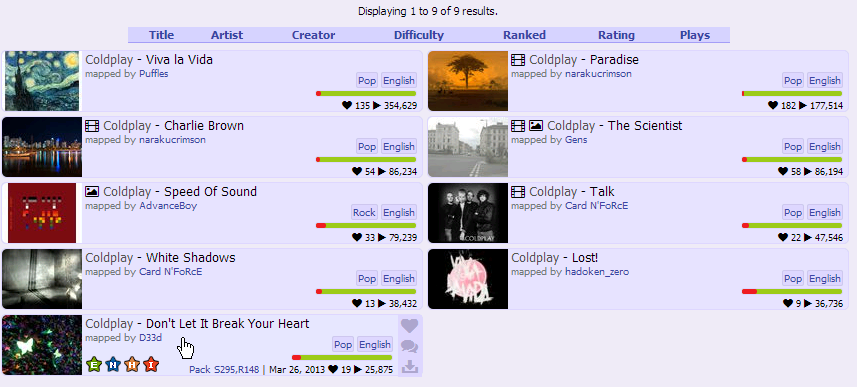 Displaying 1 to 9 of 9 results.
Title Artist Creator Difficulty Ranked Rating Plays
Coldplay - Viva la Vida
mapped by Puffles
Pop English
135 354,629
Coldplay - Paradise
mapped by narakucrimson
Pop English
182 177,514
Coldplay - Charlie Brown
mapped by narakucrimson
Pop English
54 86,234
Coldplay - The Scientist
mapped by Gens
Pop English
58 86,194
Coldplay - Speed Of Sound
mapped by AdvanceBoy
Rock English
33 79,239
Coldplay - Talk
mapped by Card N'FoRcE
Pop English
22 47,546
COLDPLAY
Coldplay - White Shadows
mapped by Card N'FoRcE
Pop English
13 38,432
Coldplay - Lost!
mapped by hadoken_zero
Pop English
9 36,736
VIVA
Coldplay - Don't Let It Break Your Heart
mapped by D33d
Pop English
E N H I
Pack S295,R148 | Mar 26, 2013 19 25,875